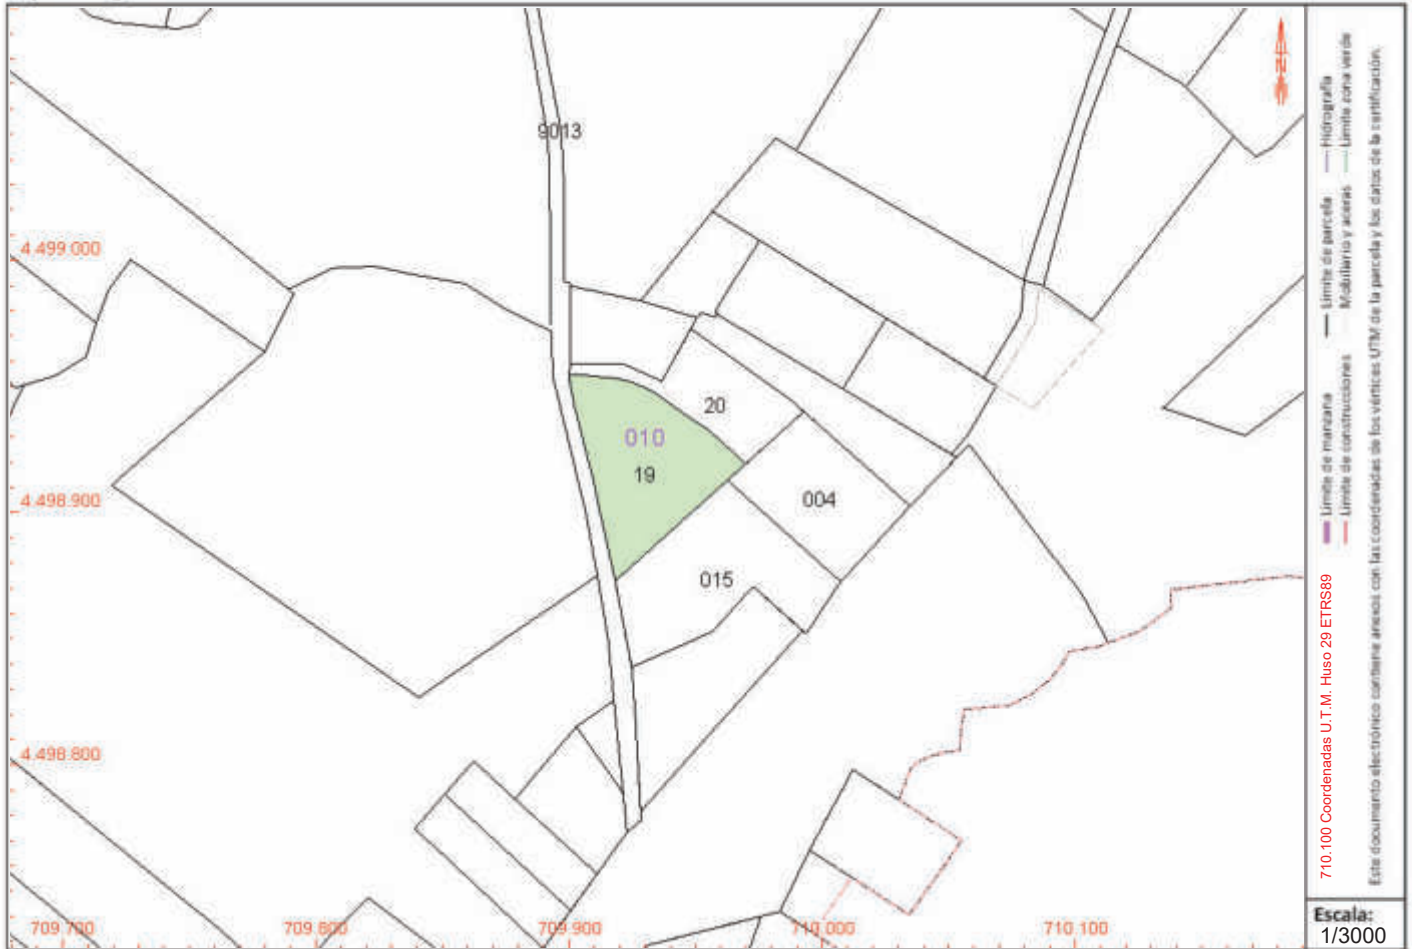 9013
4.499.000
20
010
19
4.498.900
004
015
4.498.800
709.700
709.800
709.900
710.000
710.100
N
Límite de manzana
Límite de parcela
Hidrografía
Límite de construcciones
Mobiliario y aceras
Límite zona verde
710.100 Coordenadas U.T.M. Huso 29 ETRS89
Este documento electrónico contiene anexos con las coordenadas de los vértices UTM de la parcela y los datos de la certificación.
Escala:
1/3000